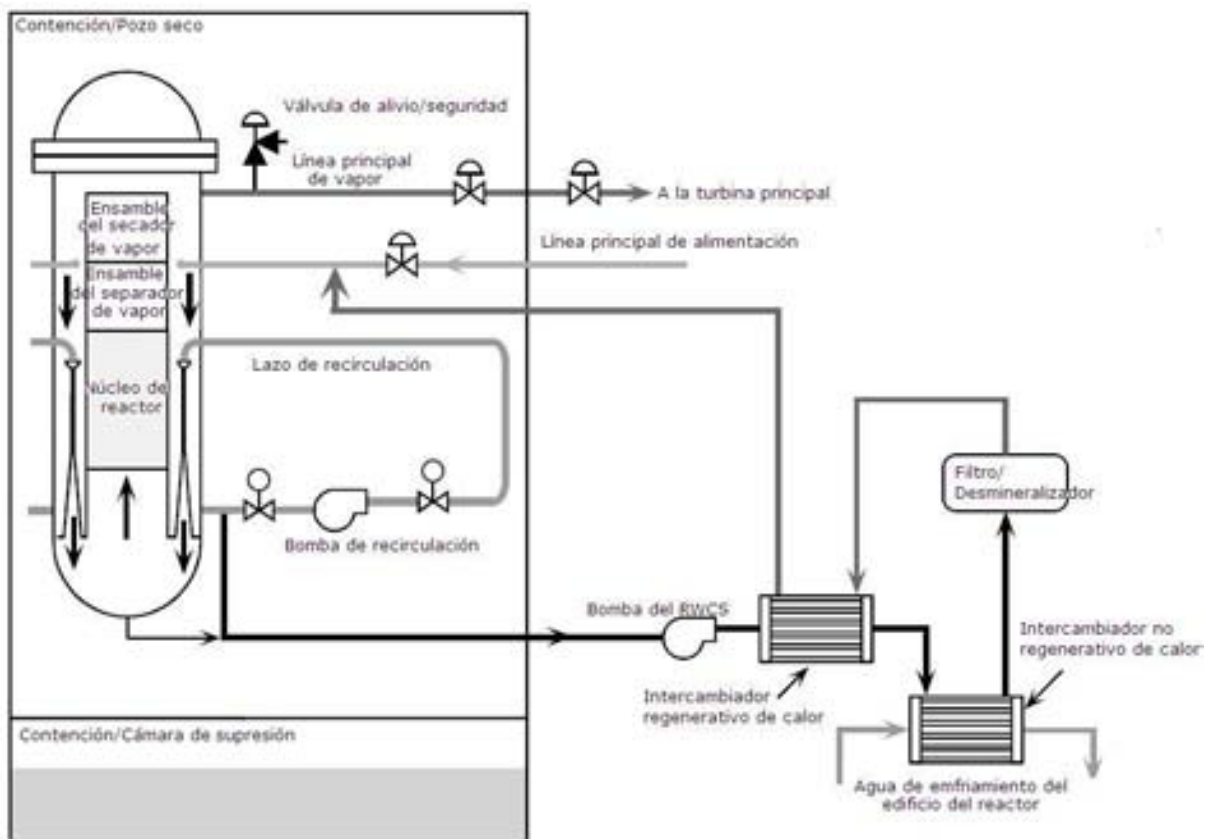 Contención/Pozo seco
Válvula de alivio/seguridad
Línea principal
de vapor
A la turbina principal
Ensamble
del secador
de vapor
Línea principal de alimentación
Ensamble
del separador
de vapor
Lazo de recirculación
Núcleo de
reactor
Filtro/
Desmineralizador
Bomba de recirculación
Bomba del RWCS
Intercambiador no
regenerativo de calor
Intercambiador
regenerativo de calor
Contención/Cámara de supresión
Agua de emfriamiento del
edificio del reactor